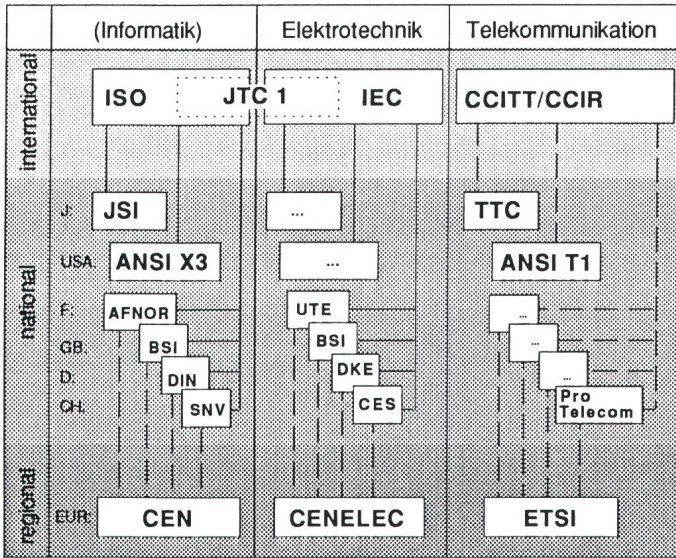 (Informatik) Elektrotechnik Telekommunikation
international
ISO JTC 1 IEC CCITT/CCIR
national
J: JSI ... TTC
USA: ANSI X3 ... ANSI T1
F: AFNOR UTE ...
GB: BSI BSI ...
D: DIN DKE ...
CH: SNV CES Pro
Telecom
regional
EUR: CEN CENELEC ETSI